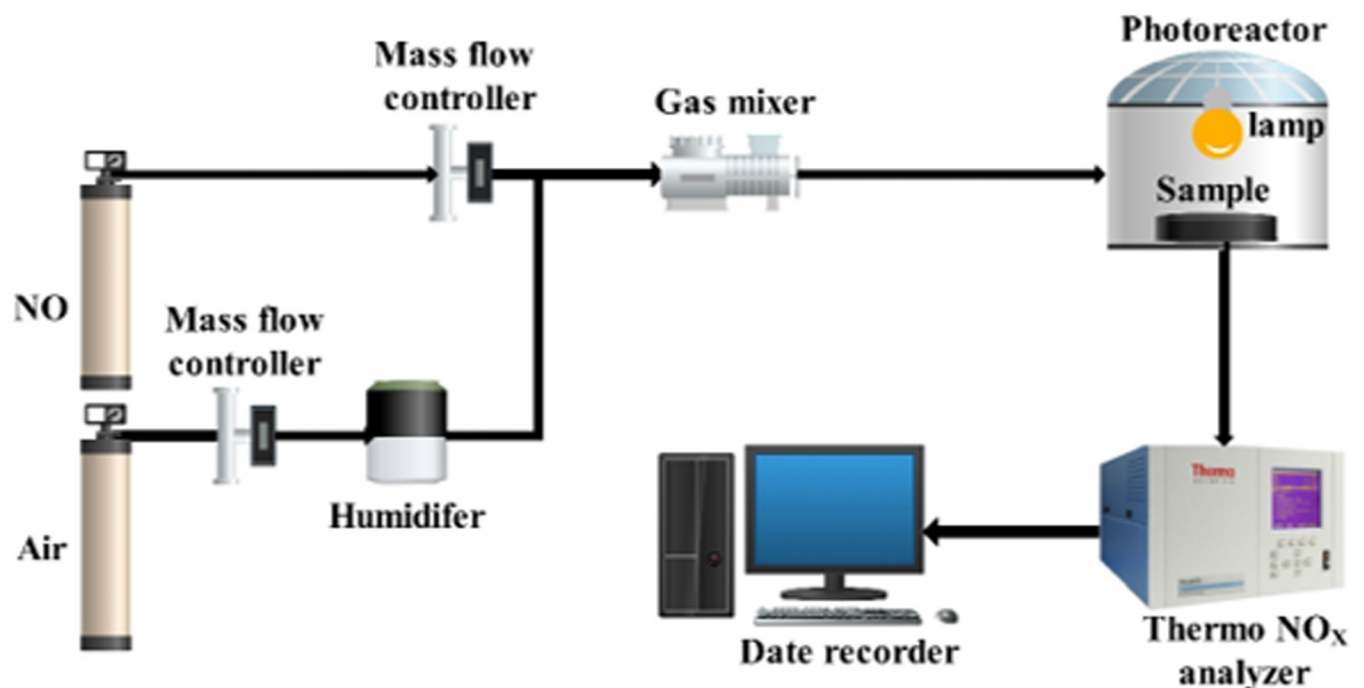 Photoreactor
Mass flow
controller
Gas mixer
lamp
Sample
NO
Mass flow
controller
Humidifer
Air
Thermo
Date recorder
Thermo NOX
analyzer